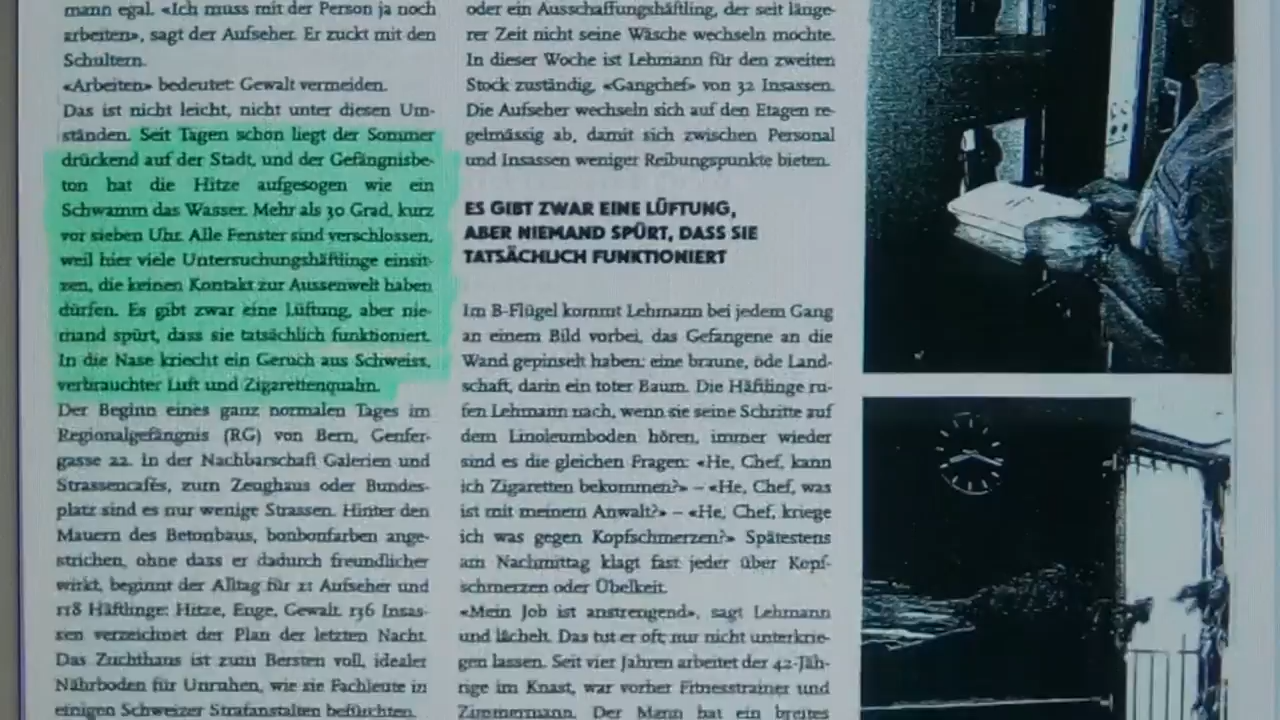 mann egal. «Ich muss mit der Person ja noch
arbeiten», sagt der Aufseher. Er zuckt mit den
Schultern.
«Arbeiten» bedeutet: Gewalt vermeiden.
Das ist nicht leicht, nicht unter diesen Um-
ständen. Seit Tagen schon liegt der Sommer
drückend auf der Stadt, und der Gefängnisbe-
ton hat die Hitze aufgesogen wie ein
Schwamm das Wasser. Mehr als 30 Grad, kurz
vor sieben Uhr. Alle Fenster sind verschlossen,
weil hier viele Untersuchungshäftlinge einsit-
zen, die keinen Kontakt zur Aussenwelt haben
dürfen. Es gibt zwar eine Lüftung, aber nie-
mand spürt, dass sie tatsächlich funktioniert.
In die Nase kriecht ein Geruch aus Schweiss,
verbrauchter Luft und Zigarettenqualm.
Der Beginn eines ganz normalen Tages im
Regionalgefängnis (RG) von Bern, Genfer-
gasse 22. In der Nachbarschaft Galerien und
Strassencafés, zum Zeughaus oder Bundes-
platz sind es nur wenige Strassen. Hinter den
Mauern des Betonbaus, bonbonfarben ange-
strichen, ohne dass er dadurch freundlicher
wirkt, beginnt der Alltag für 21 Aufseher und
118 Häftlinge: Hitze, Enge, Gewalt. 136 Insas-
sen verzeichnet der Plan der letzten Nacht.
Das Zuchthaus ist zum Bersten voll, idealer
Nährboden für Unruhen, wie sie Fachleute in
einigen Schweizer Strafanstalten befürchten.
oder ein Ausschaffungshäftling, der seit länge-
rer Zeit nicht seine Wäsche wechseln mochte.
In dieser Woche ist Lehmann für den zweiten
Stock zuständig, «Gangchef» von 32 Insassen.
Die Aufseher wechseln sich auf den Etagen re-
gelmässig ab, damit sich zwischen Personal
und Insassen weniger Reibungspunkte bieten.
ES GIBT ZWAR EINE LÜFTUNG,
ABER NIEMAND SPÜRT, DASS SIE
TATSÄCHLICH FUNKTIONIERT
Im B-Flügel kommt Lehmann bei jedem Gang
an einem Bild vorbei, das Gefangene an die
Wand gepinselt haben: eine braune, öde Land-
schaft, darin ein toter Baum. Die Häftlinge ru-
fen Lehmann nach, wenn sie seine Schritte auf
dem Linoleumboden hören, immer wieder
sind es die gleichen Fragen: «He, Chef, kann
ich Zigaretten bekommen?» – «He, Chef, was
ist mit meinem Anwalt?» – «He, Chef, kriege
ich was gegen Kopfschmerzen?» Spätestens
am Nachmittag klagt fast jeder über Kopf-
schmerzen oder Übelkeit.
«Mein Job ist anstrengend», sagt Lehmann
und lächelt. Das tut er oft, nur nicht unterkrie-
gen lassen. Seit vier Jahren arbeitet der 42-Jäh-
rige im Knast, war vorher Fitnesstrainer und
Zimmermann. Der Mann hat ein breites